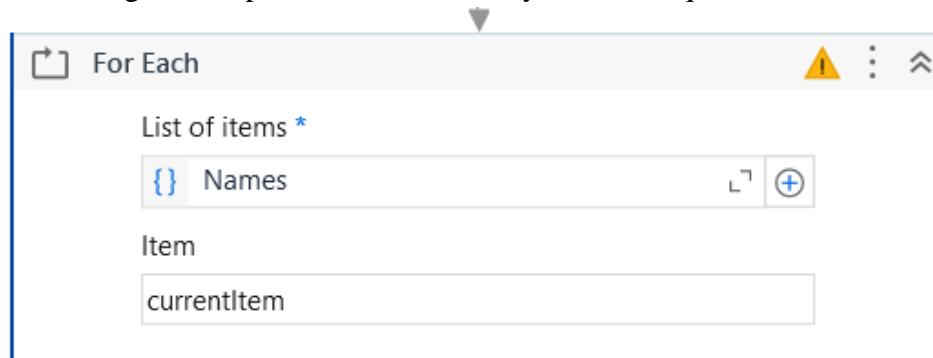 For Each
List of items *
{} Names
Item
currentItem